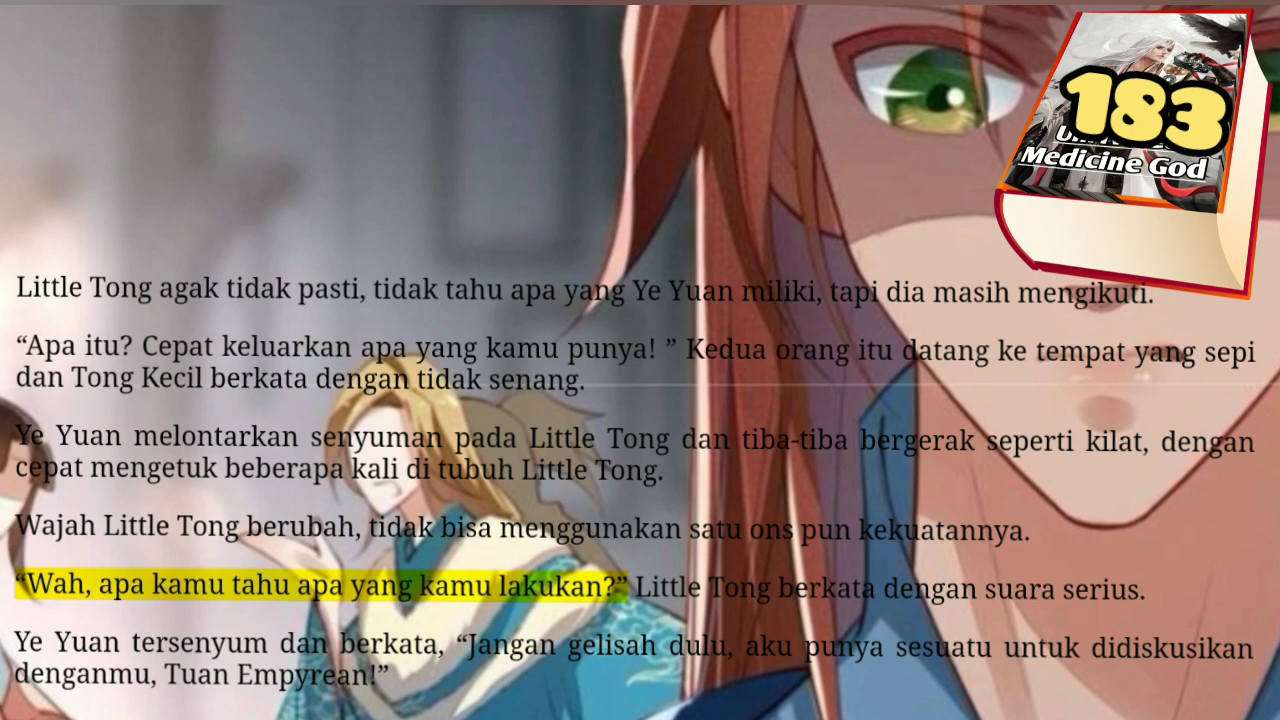 183
Medicine God
Little Tong agak tidak pasti, tidak tahu apa yang Ye Yuan miliki, tapi dia masih mengikuti.
“Apa itu? Cepat keluarkan apa yang kamu punya! ” Kedua orang itu datang ke tempat yang sepi
dan Tong Kecil berkata dengan tidak senang.
Ye Yuan melontarkan senyuman pada Little Tong dan tiba-tiba bergerak seperti kilat, dengan
cepat mengetuk beberapa kali di tubuh Little Tong.
Wajah Little Tong berubah, tidak bisa menggunakan satu ons pun kekuatannya.
“Wah, apa kamu tahu apa yang kamu lakukan?” Little Tong berkata dengan suara serius.
Ye Yuan tersenyum dan berkata, “Jangan gelisah dulu, aku punya sesuatu untuk didiskusikan
denganmu, Tuan Empyrean!”